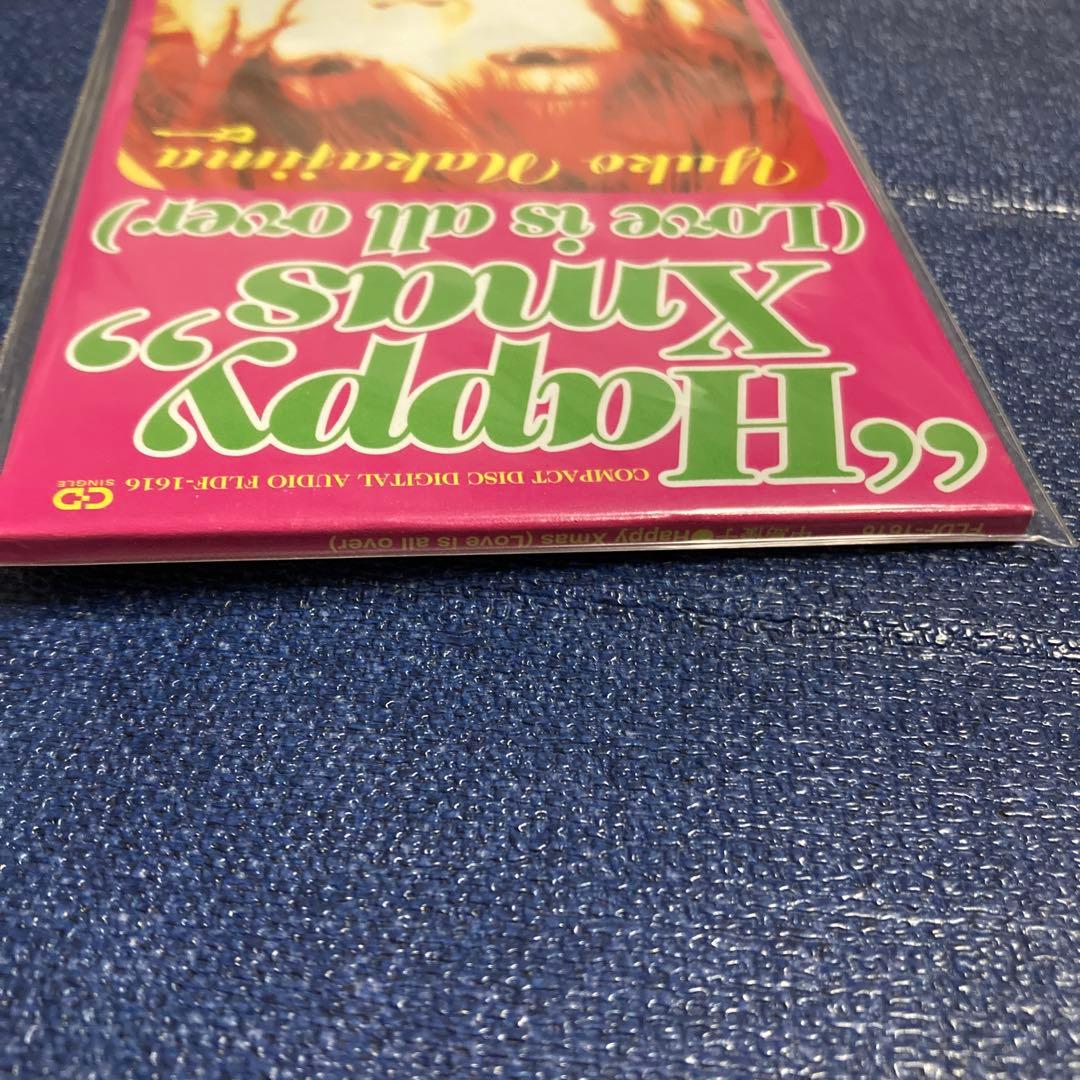 COMPACT DISC DIGITAL AUDIO FLDF-1616
CD
SINGLE
“Happy
Xmas”
(Love is all over)
Yuko Nakajima
FLDF-1616
●Happy Xmas (Love is all over)